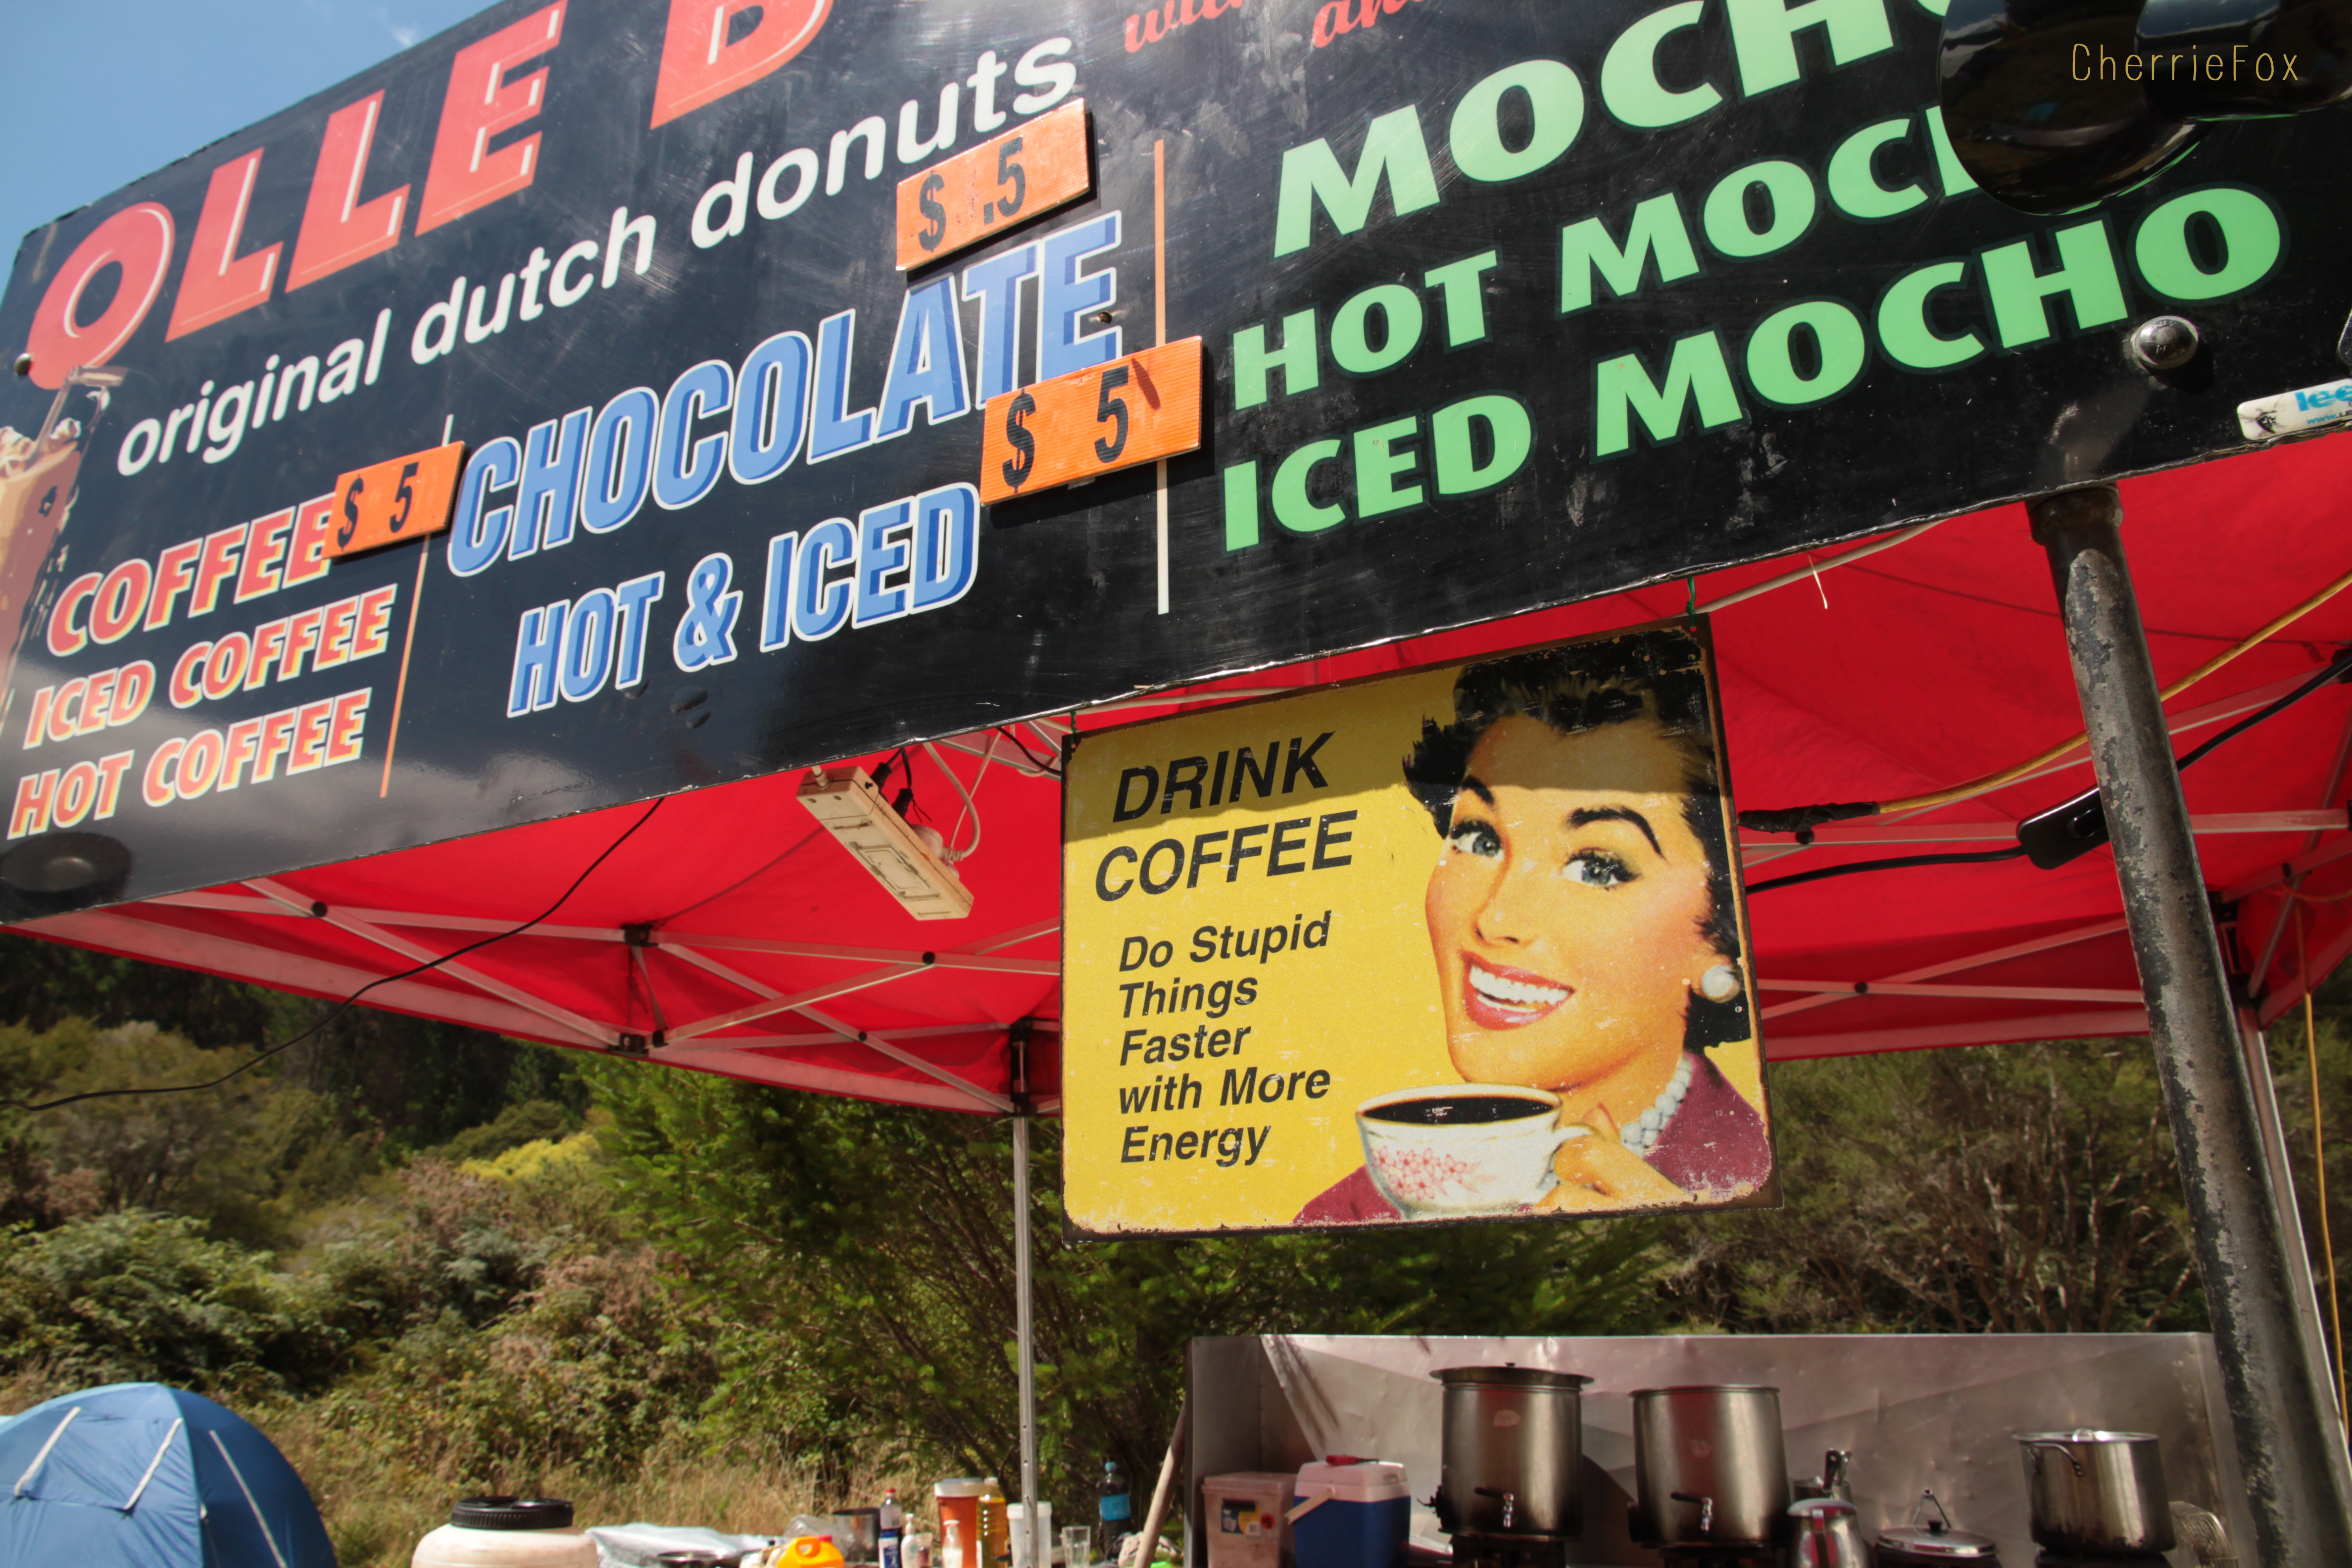 OLLE B
original dutch donuts
$ .5
COFFEE
$ 5
ICED COFFEE
HOT COFFEE
CHOCOLATE
$ 5
HOT & ICED
MOCHO
HOT MOCHO
ICED MOCHO
DRINK
COFFEE
Do Stupid
Things
Faster
with More
Energy
CherrieFox